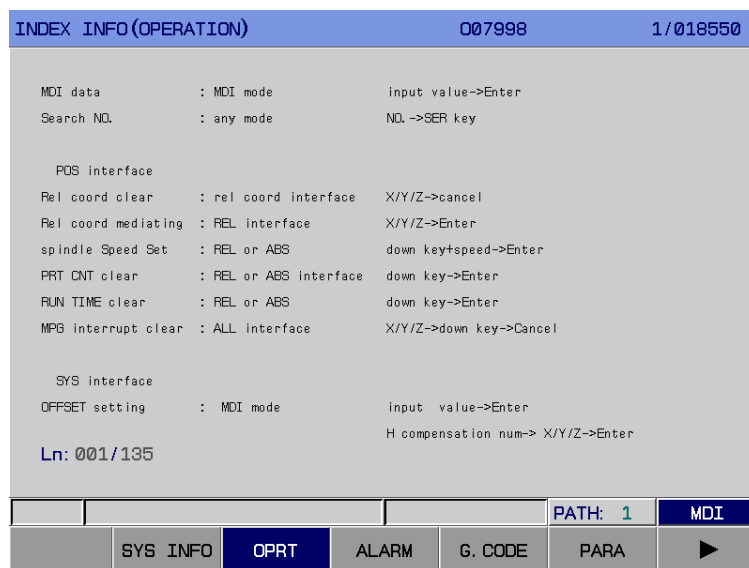 INDEX INFO(OPERATION) O07998 1/018550
MDI data : MDI mode input value->Enter
Search NO. : any mode NO.->SER key
POS interface
Rel coord clear : rel coord interface X/Y/Z->cancel
Rel coord mediating : REL interface X/Y/Z->Enter
spindle Speed Set : REL or ABS down key+speed->Enter
PRT CNT clear : REL or ABS interface down key->Enter
RUN TIME clear : REL or ABS down key->Enter
MPG interrupt clear : ALL interface X/Y/Z->down key->Cancel
SYS interface
OFFSET setting : MDI mode input value->Enter
H compensation num-> X/Y/Z->Enter
Ln: 001/135
PATH: 1 MDI
SYS INFO OPRT ALARM G. CODE PARA